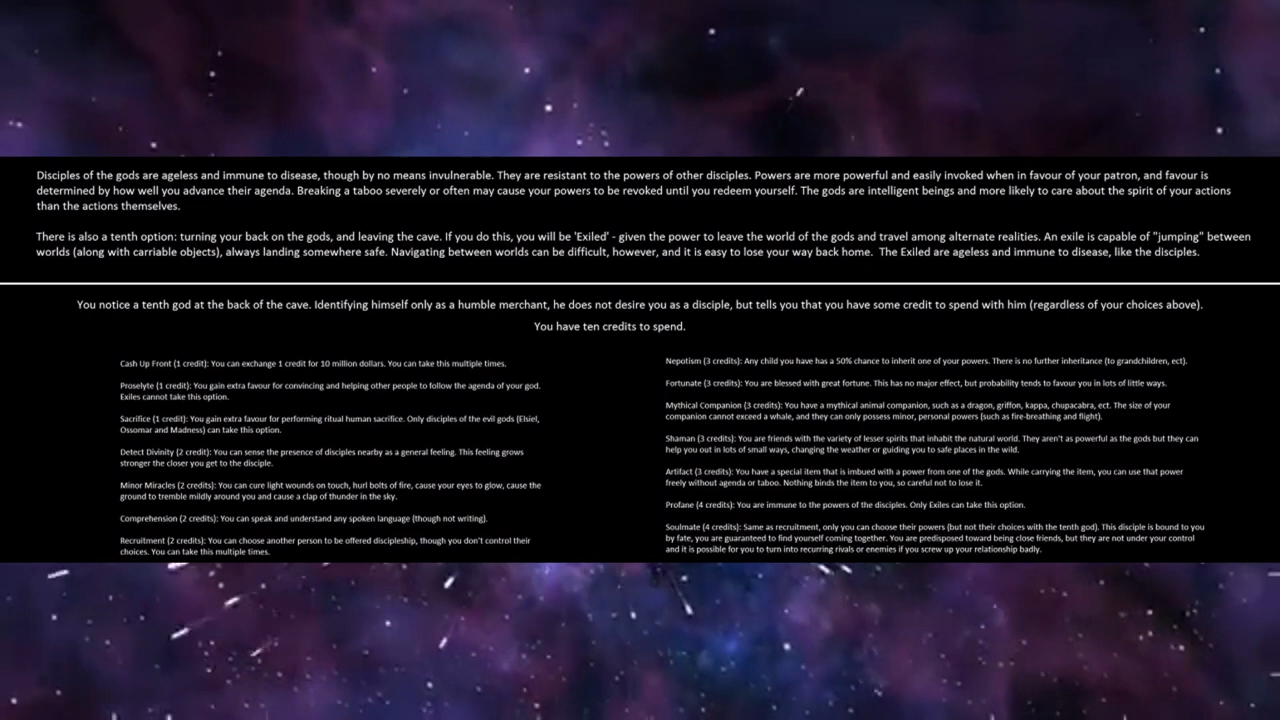 Disciples of the gods are ageless and immune to disease, though by no means invulnerable. They are resistant to the powers of other disciples. Powers are more powerful and easily invoked when in favour of your patron, and favour is
determined by how well you advance their agenda. Breaking a taboo severely or often may cause your powers to be revoked until you redeem yourself. The gods are intelligent beings and more likely to care about the spirit of your actions
than the actions themselves.
There is also a tenth option: turning your back on the gods, and leaving the cave. If you do this, you will be 'Exiled' - given the power to leave the world of the gods and travel among alternate realities. An exile is capable of "jumping" between
worlds (along with carriable objects), always landing somewhere safe. Navigating between worlds can be difficult, however, and it is easy to lose your way back home. The Exiled are ageless and immune to disease, like the disciples.
You notice a tenth god at the back of the cave. Identifying himself only as a humble merchant, he does not desire you as a disciple, but tells you that you have some credit to spend with him (regardless of your choices above).
You have ten credits to spend.
Cash Up Front (1 credit): You can exchange 1 credit for 10 million dollars. You can take this multiple times.
Proselyte (1 credit): You gain extra favour for convincing and helping other people to follow the agenda of your god.
Exiles cannot take this option.
Sacrifice (1 credit): You gain extra favour for performing ritual human sacrifice. Only disciples of the evil gods (Elsiel,
Ossomar and Madness) can take this option.
Detect Divinity (2 credit): You can sense the presence of disciples nearby as a general feeling. This feeling grows
stronger the closer you get to the disciple.
Minor Miracles (2 credits): You can cure light wounds on touch, hurl bolts of fire, cause your eyes to glow, cause the
ground to tremble mildly around you and cause a clap of thunder in the sky.
Comprehension (2 credits): You can speak and understand any spoken language (though not writing).
Recruitment (2 credits): You can choose another person to be offered discipleship, though you don't control their
choices. You can take this multiple times.
Nepotism (3 credits): Any child you have has a 50% chance to inherit one of your powers. There is no further inheritance (to grandchildren, ect).
Fortunate (3 credits): You are blessed with great fortune. This has no major effect, but probability tends to favour you in lots of little ways.
Mythical Companion (3 credits): You have a mythical animal companion, such as a dragon, griffon, kappa, chupacabra, ect. The size of your
companion cannot exceed a whale, and they can only possess minor, personal powers (such as fire-breathing and flight).
Shaman (3 credits): You are friends with the variety of lesser spirits that inhabit the natural world. They aren't as powerful as the gods but they can
help you out in lots of small ways, changing the weather or guiding you to safe places in the wild.
Artifact (3 credits): You have a special item that is imbued with a power from one of the gods. While carrying the item, you can use that power
freely without agenda or taboo. Nothing binds the item to you, so careful not to lose it.
Profane (4 credits): You are immune to the powers of the disciples. Only Exiles can take this option.
Soulmate (4 credits): Same as recruitment, only you can choose their powers (but not their choices with the tenth god). This disciple is bound to you
by fate, you are guaranteed to find yourself coming together. You are predisposed toward being close friends, but they are not under your control
and it is possible for you to turn into recurring rivals or enemies if you screw up your relationship badly.